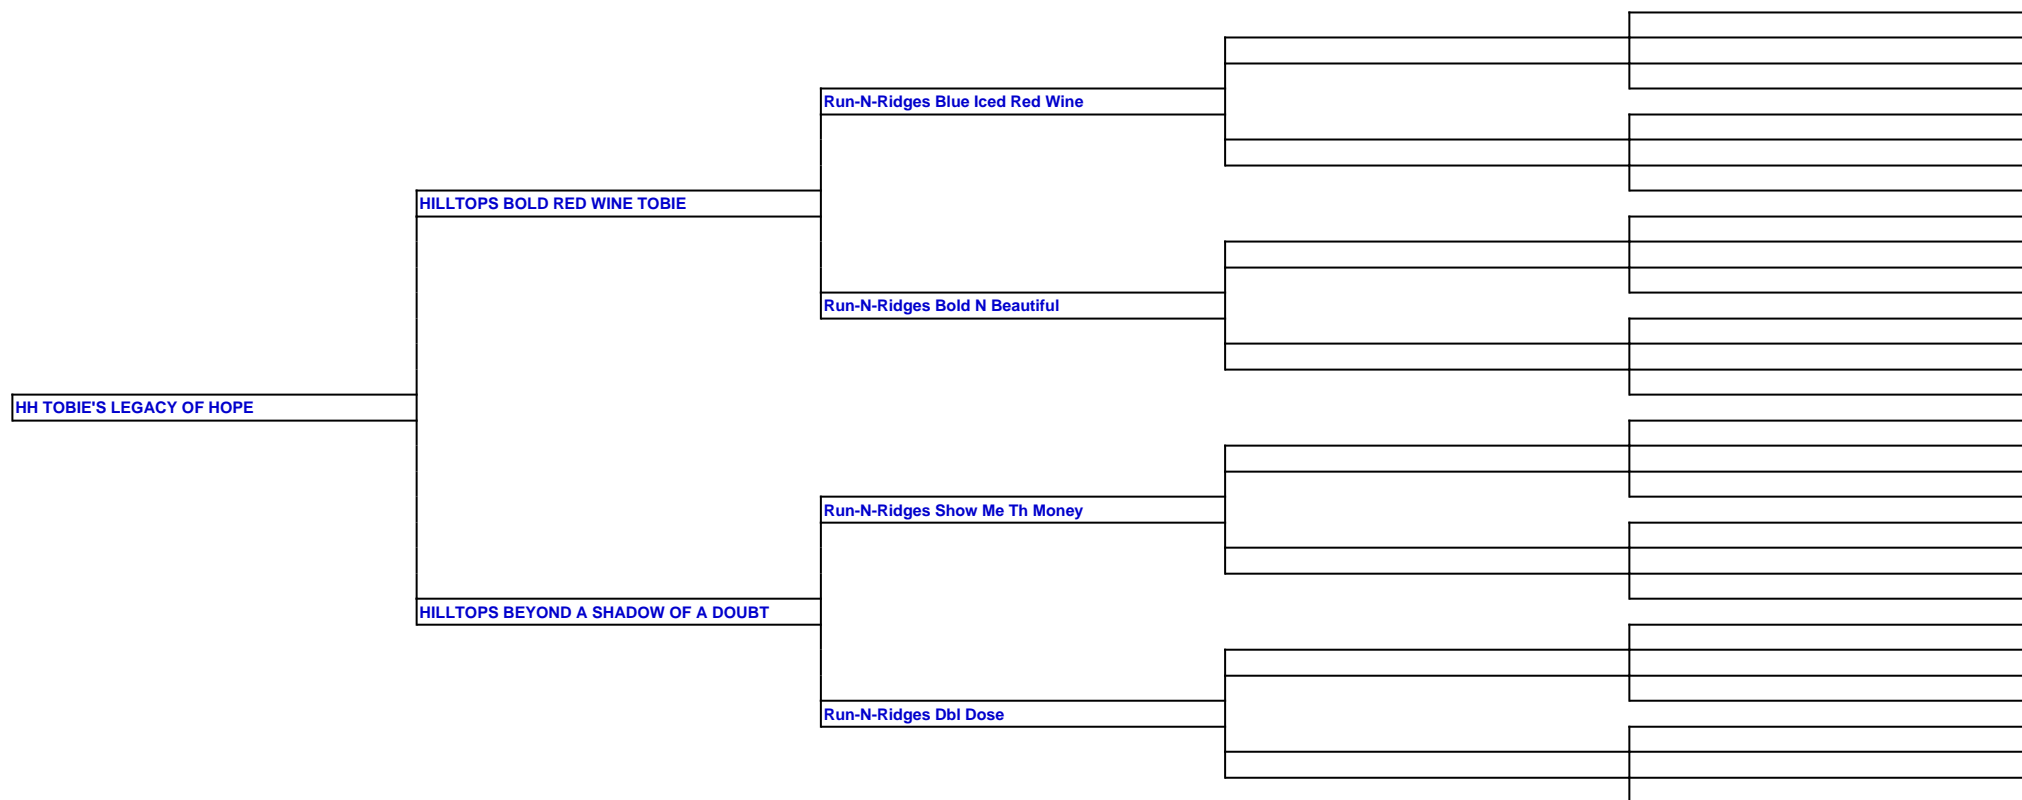 Run-N-Ridges Blue Iced Red Wine
HILLTOPS BOLD RED WINE TOBIE
Run-N-Ridges Bold N Beautiful
HH TOBIE'S LEGACY OF HOPE
Run-N-Ridges Show Me Th Money
HILLTOPS BEYOND A SHADOW OF A DOUBT
Run-N-Ridges Dbl Dose